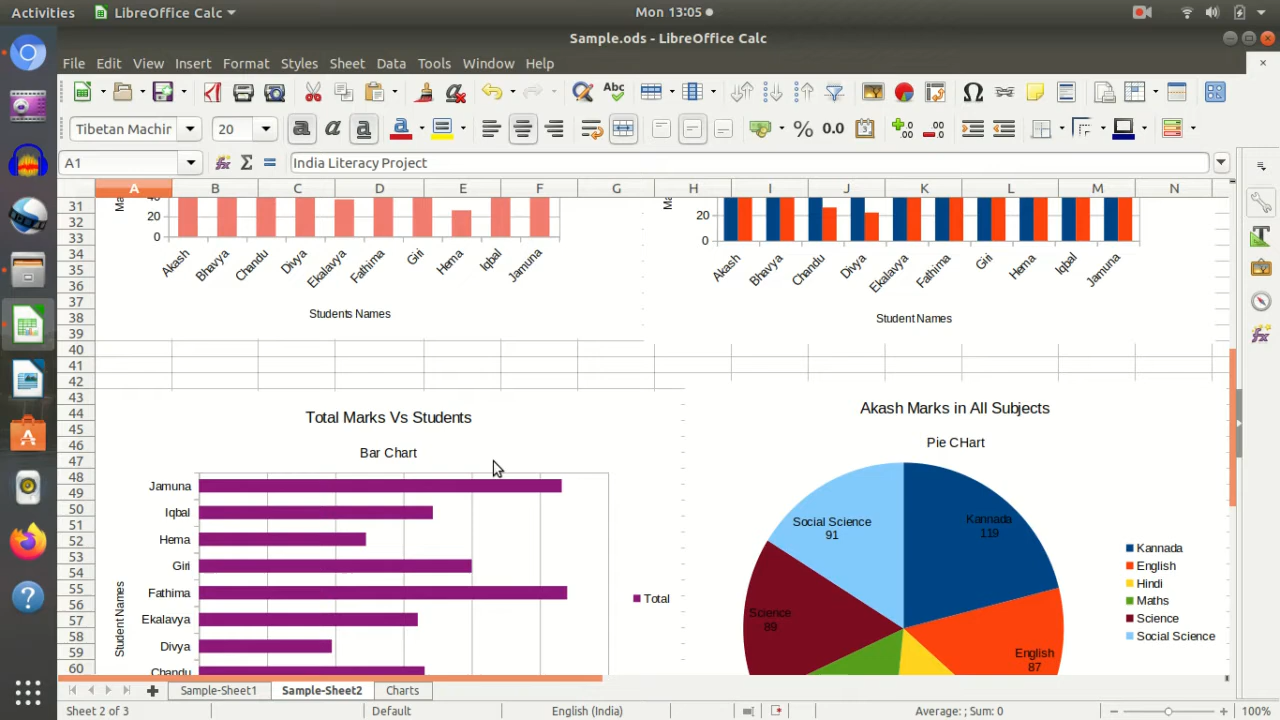 Activities LibreOffice Calc Mon 13:05
Sample.ods - LibreOffice Calc
File Edit View Insert Format Styles Sheet Data Tools Window Help
Tibetan Machin 20
A1 India Literacy Project
A B C D E F G H I J K L M N
31
32
33
34
35
36
37
38
39
40
41
42
43
44
45
46
47
48
49
50
51
52
53
54
55
56
57
58
59
60
20
0
Akash Bhavya Chandu Divya Ekalavya Fathima Giri Hema Iqbal Jamuna
Students Names
20
0
Akash Bhavya Chandu Divya Ekalavya Fathima Giri Hema Iqbal Jamuna
Student Names
Total Marks Vs Students
Bar Chart
Jamuna
Iqbal
Hema
Giri
Fathima
Ekalavya
Divya
Chandu
Student Names
Total
Akash Marks in All Subjects
Pie CHart
Social Science
91
Kannada
119
Science
89
English
87
Kannada
English
Hindi
Maths
Science
Social Science
Sample-Sheet1 Sample-Sheet2 Charts
Sheet 2 of 3 Default English (India) Average: ; Sum: 0 100%